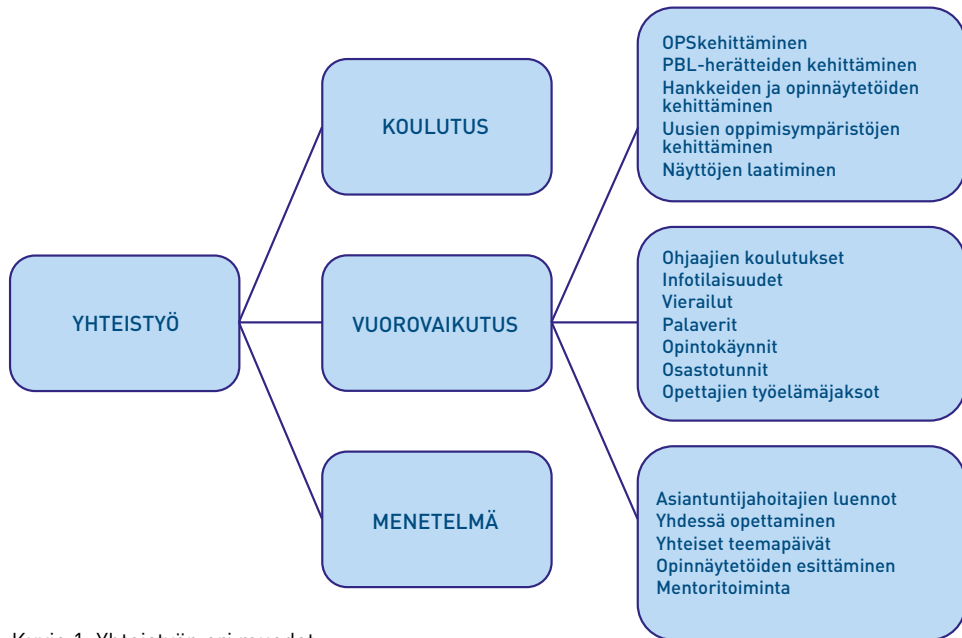 YHTEISTYÖ
KOULUTUS
VUOROVAIKUTUS
MENETELMÄ
OPSkehittäminen
PBL-herätteiden kehittäminen
Hankkeiden ja opinnäytetöiden
kehittäminen
Uusien oppimisympäristöjen
kehittäminen
Näyttöjen laatiminen
Ohjaajien koulutukset
Infotilaisuudet
Vierailut
Palaverit
Opintokäynnit
Osastotunnit
Opettajien työelämäjaksot
Asiantuntijahoitajien luennot
Yhdessä opettaminen
Yhteiset teemapäivät
Opinnäytetöiden esittäminen
Mentoritoiminta